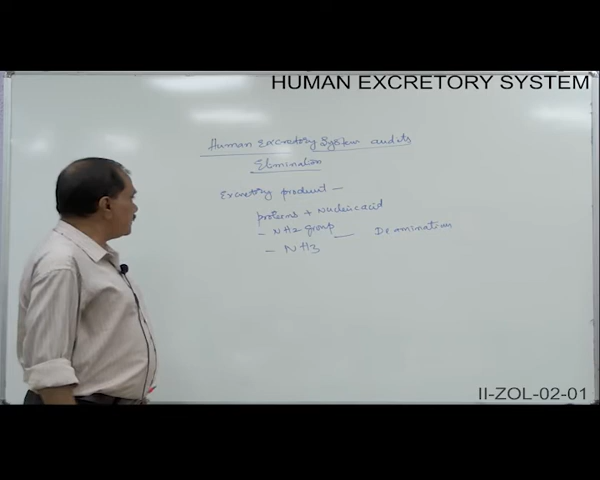 HUMAN EXCRETORY SYSTEM
Human Excretory System and its
Elimination
Excretory product —
proteins + Nucleic acid
- NH2 group — Deamination
- NH3
II-ZOL-02-01